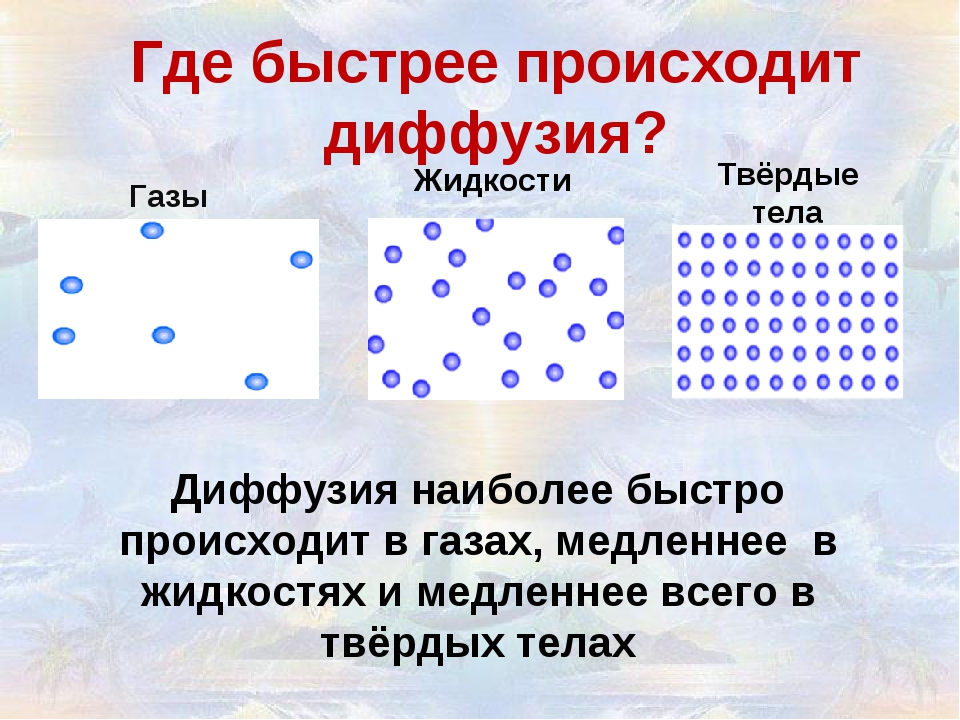 Где быстрее происходит
диффузия?
Газы
Жидкости
Твёрдые
тела
Диффузия наиболее быстро
происходит в газах, медленнее  в
жидкостях и медленнее всего в
твёрдых телах